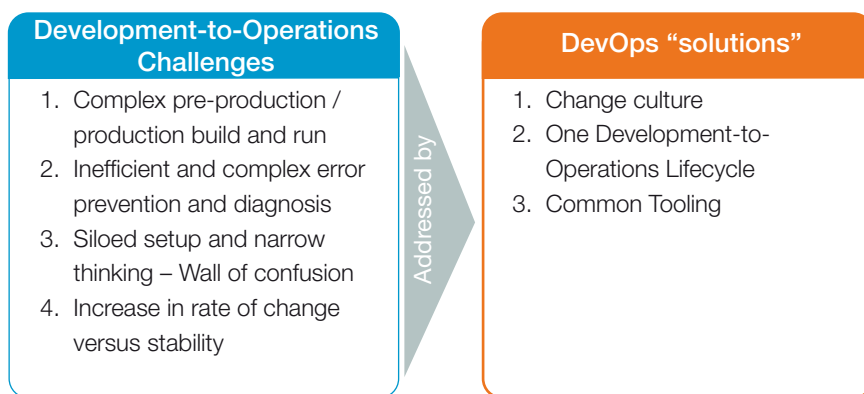 Development-to-Operations
Challenges
1. Complex pre-production /
production build and run
2. Inefficient and complex error
prevention and diagnosis
3. Siloed setup and narrow
thinking – Wall of confusion
4. Increase in rate of change
versus stability
Addressed by
DevOps “solutions”
1. Change culture
2. One Development-to-
Operations Lifecycle
3. Common Tooling